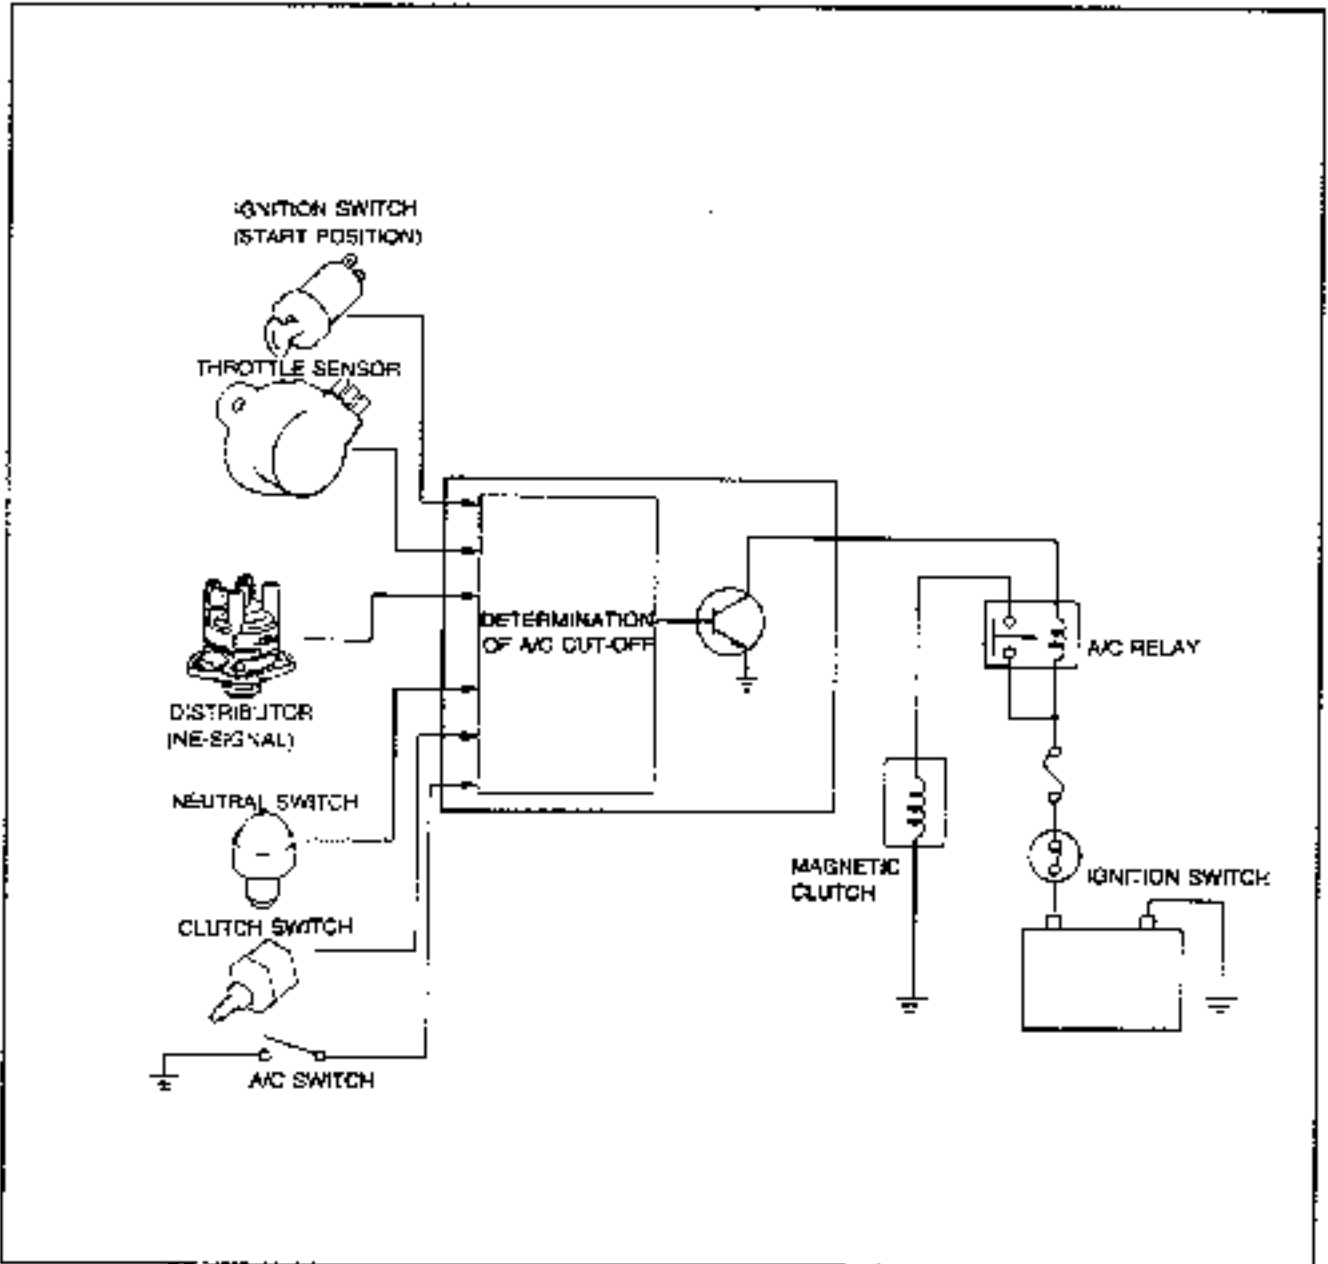 IGNITION SWITCH
(START POSITION)
THROTTLE SENSOR
DISTRIBUTOR
(NE-SIGNAL)
NEUTRAL SWITCH
CLUTCH SWITCH
A/C SWITCH
DETERMINATION
OF A/C CUT-OFF
A/C RELAY
MAGNETIC
CLUTCH
IGNITION SWITCH